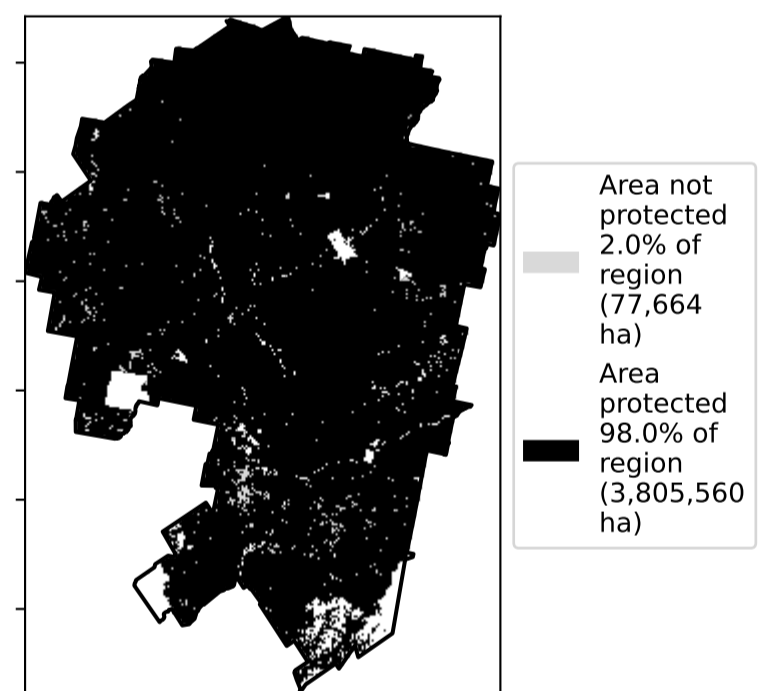 Area not
protected
2.0% of
region
(77,664
ha)
Area
protected
98.0% of
region
(3,805,560
ha)